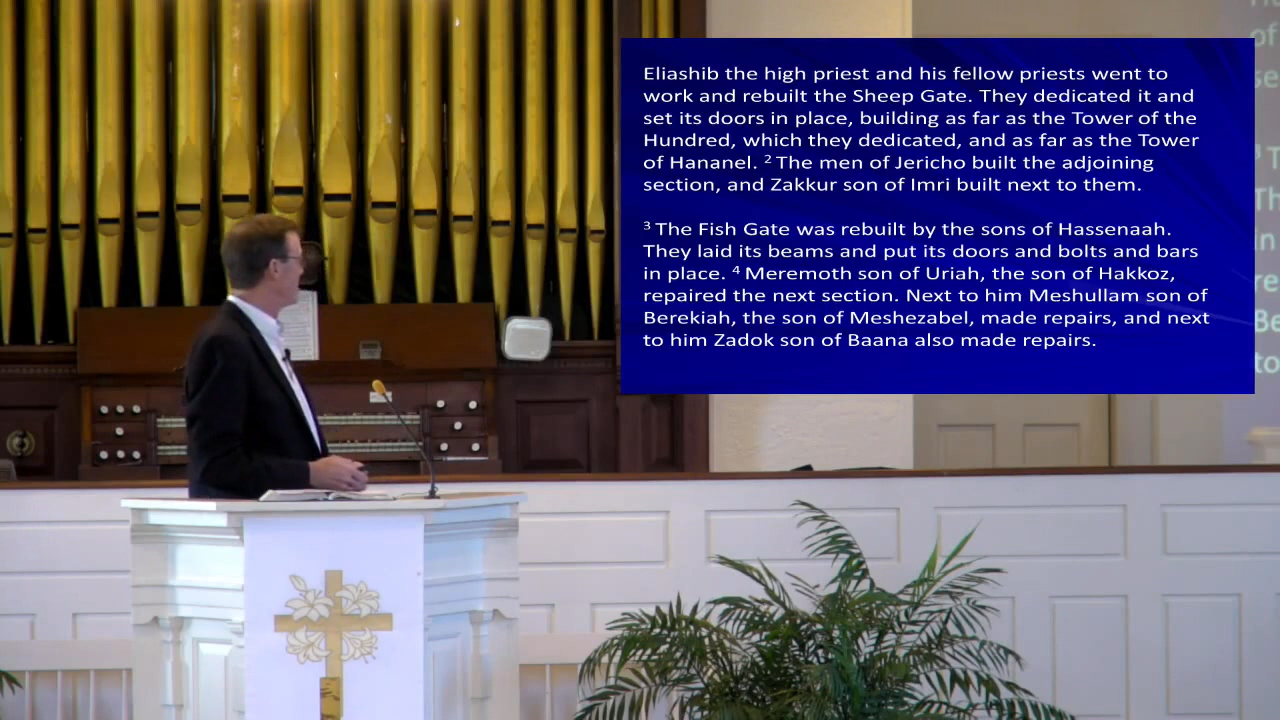 Eliashib the high priest and his fellow priests went to
work and rebuilt the Sheep Gate. They dedicated it and
set its doors in place, building as far as the Tower of the
Hundred, which they dedicated, and as far as the Tower
of Hananel. ² The men of Jericho built the adjoining
section, and Zakkur son of Imri built next to them.
³ The Fish Gate was rebuilt by the sons of Hassenaah.
They laid its beams and put its doors and bolts and bars
in place. ⁴ Meremoth son of Uriah, the son of Hakkoz,
repaired the next section. Next to him Meshullam son of
Berekiah, the son of Meshezabel, made repairs, and next
to him Zadok son of Baana also made repairs.
of
to